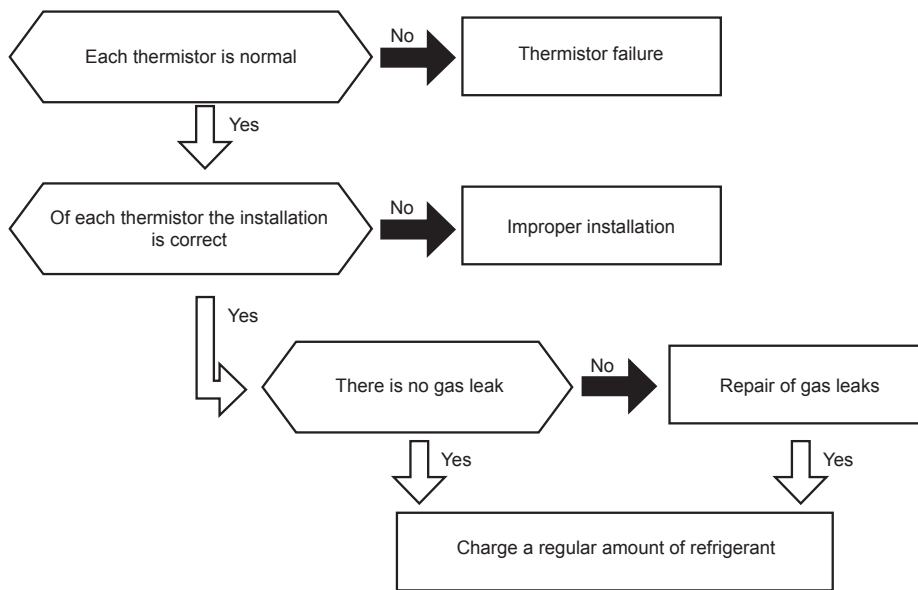 Each thermistor is normal
No
Thermistor failure
Yes
Of each thermistor the installation
is correct
No
Improper installation
Yes
There is no gas leak
No
Repair of gas leaks
Yes
Yes
Charge a regular amount of refrigerant